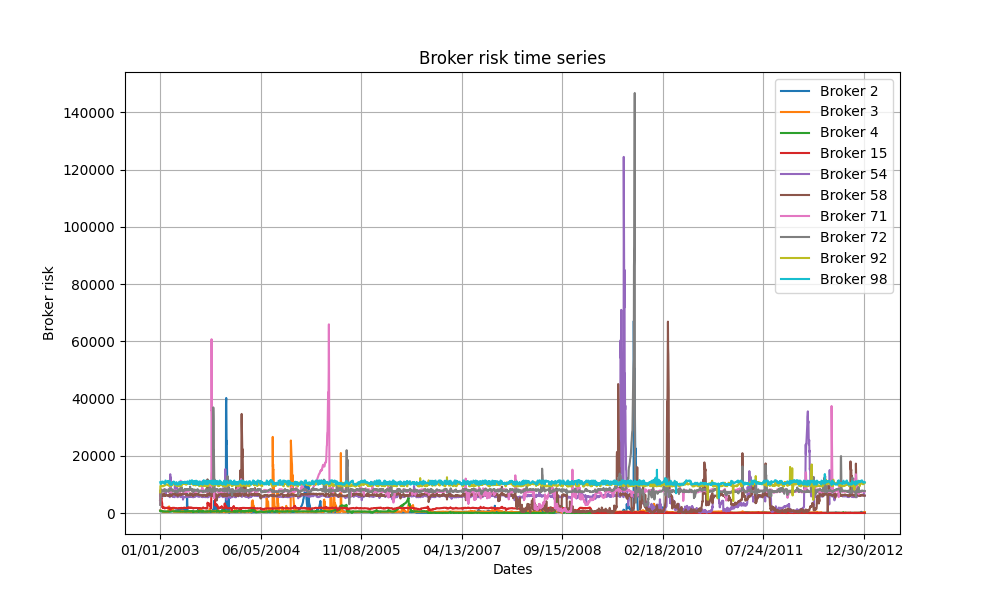 Broker risk time series
Broker risk
140000
120000
100000
80000
60000
40000
20000
0
01/01/2003
06/05/2004
11/08/2005
04/13/2007
09/15/2008
02/18/2010
07/24/2011
12/30/2012
Dates
Broker 2
Broker 3
Broker 4
Broker 15
Broker 54
Broker 58
Broker 71
Broker 72
Broker 92
Broker 98